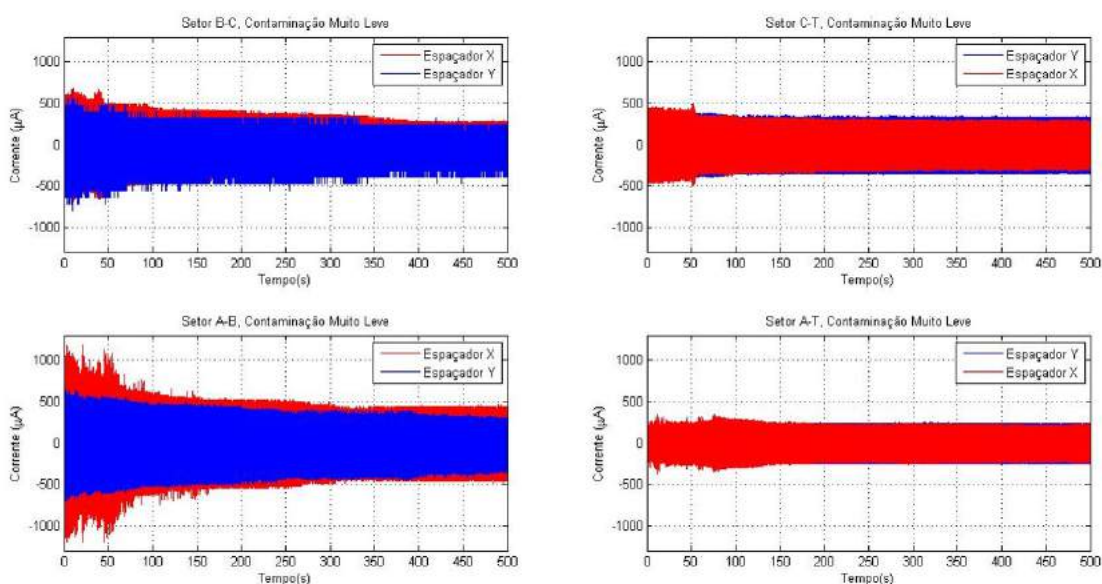 Setor B-C, Contaminação Muito Leve
1000
500
0
-500
-1000
Corrente (µA)
Espaçador X
Espaçador Y
0 50 100 150 200 250 300 350 400 450 500
Tempo(s)
Setor C-T, Contaminação Muito Leve
1000
500
0
-500
-1000
Corrente (µA)
Espaçador Y
Espaçador X
0 50 100 150 200 250 300 350 400 450 500
Tempo(s)
Setor A-B, Contaminação Muito Leve
1000
500
0
-500
-1000
Corrente (µA)
Espaçador X
Espaçador Y
0 50 100 150 200 250 300 350 400 450 500
Tempo(s)
Setor A-T, Contaminação Muito Leve
1000
500
0
-500
-1000
Corrente (µA)
Espaçador Y
Espaçador X
0 50 100 150 200 250 300 350 400 450 500
Tempo(s)